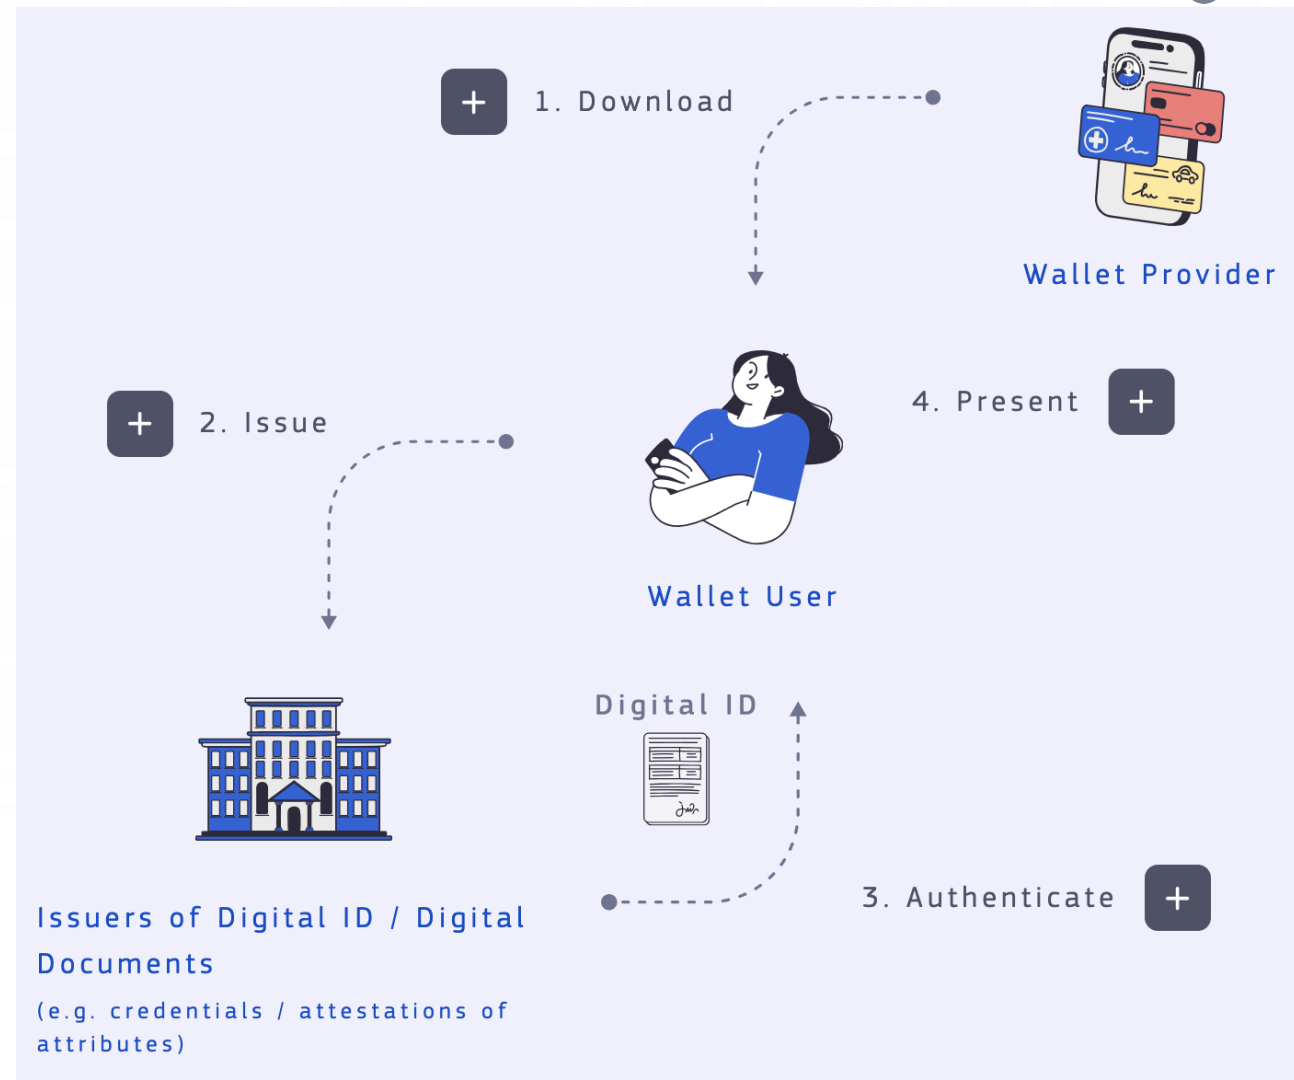 1. Download
Wallet Provider
2. Issue
4. Present
Wallet User
Digital ID
3. Authenticate
Issuers of Digital ID / Digital
Documents
(e.g. credentials / attestations of
attributes)